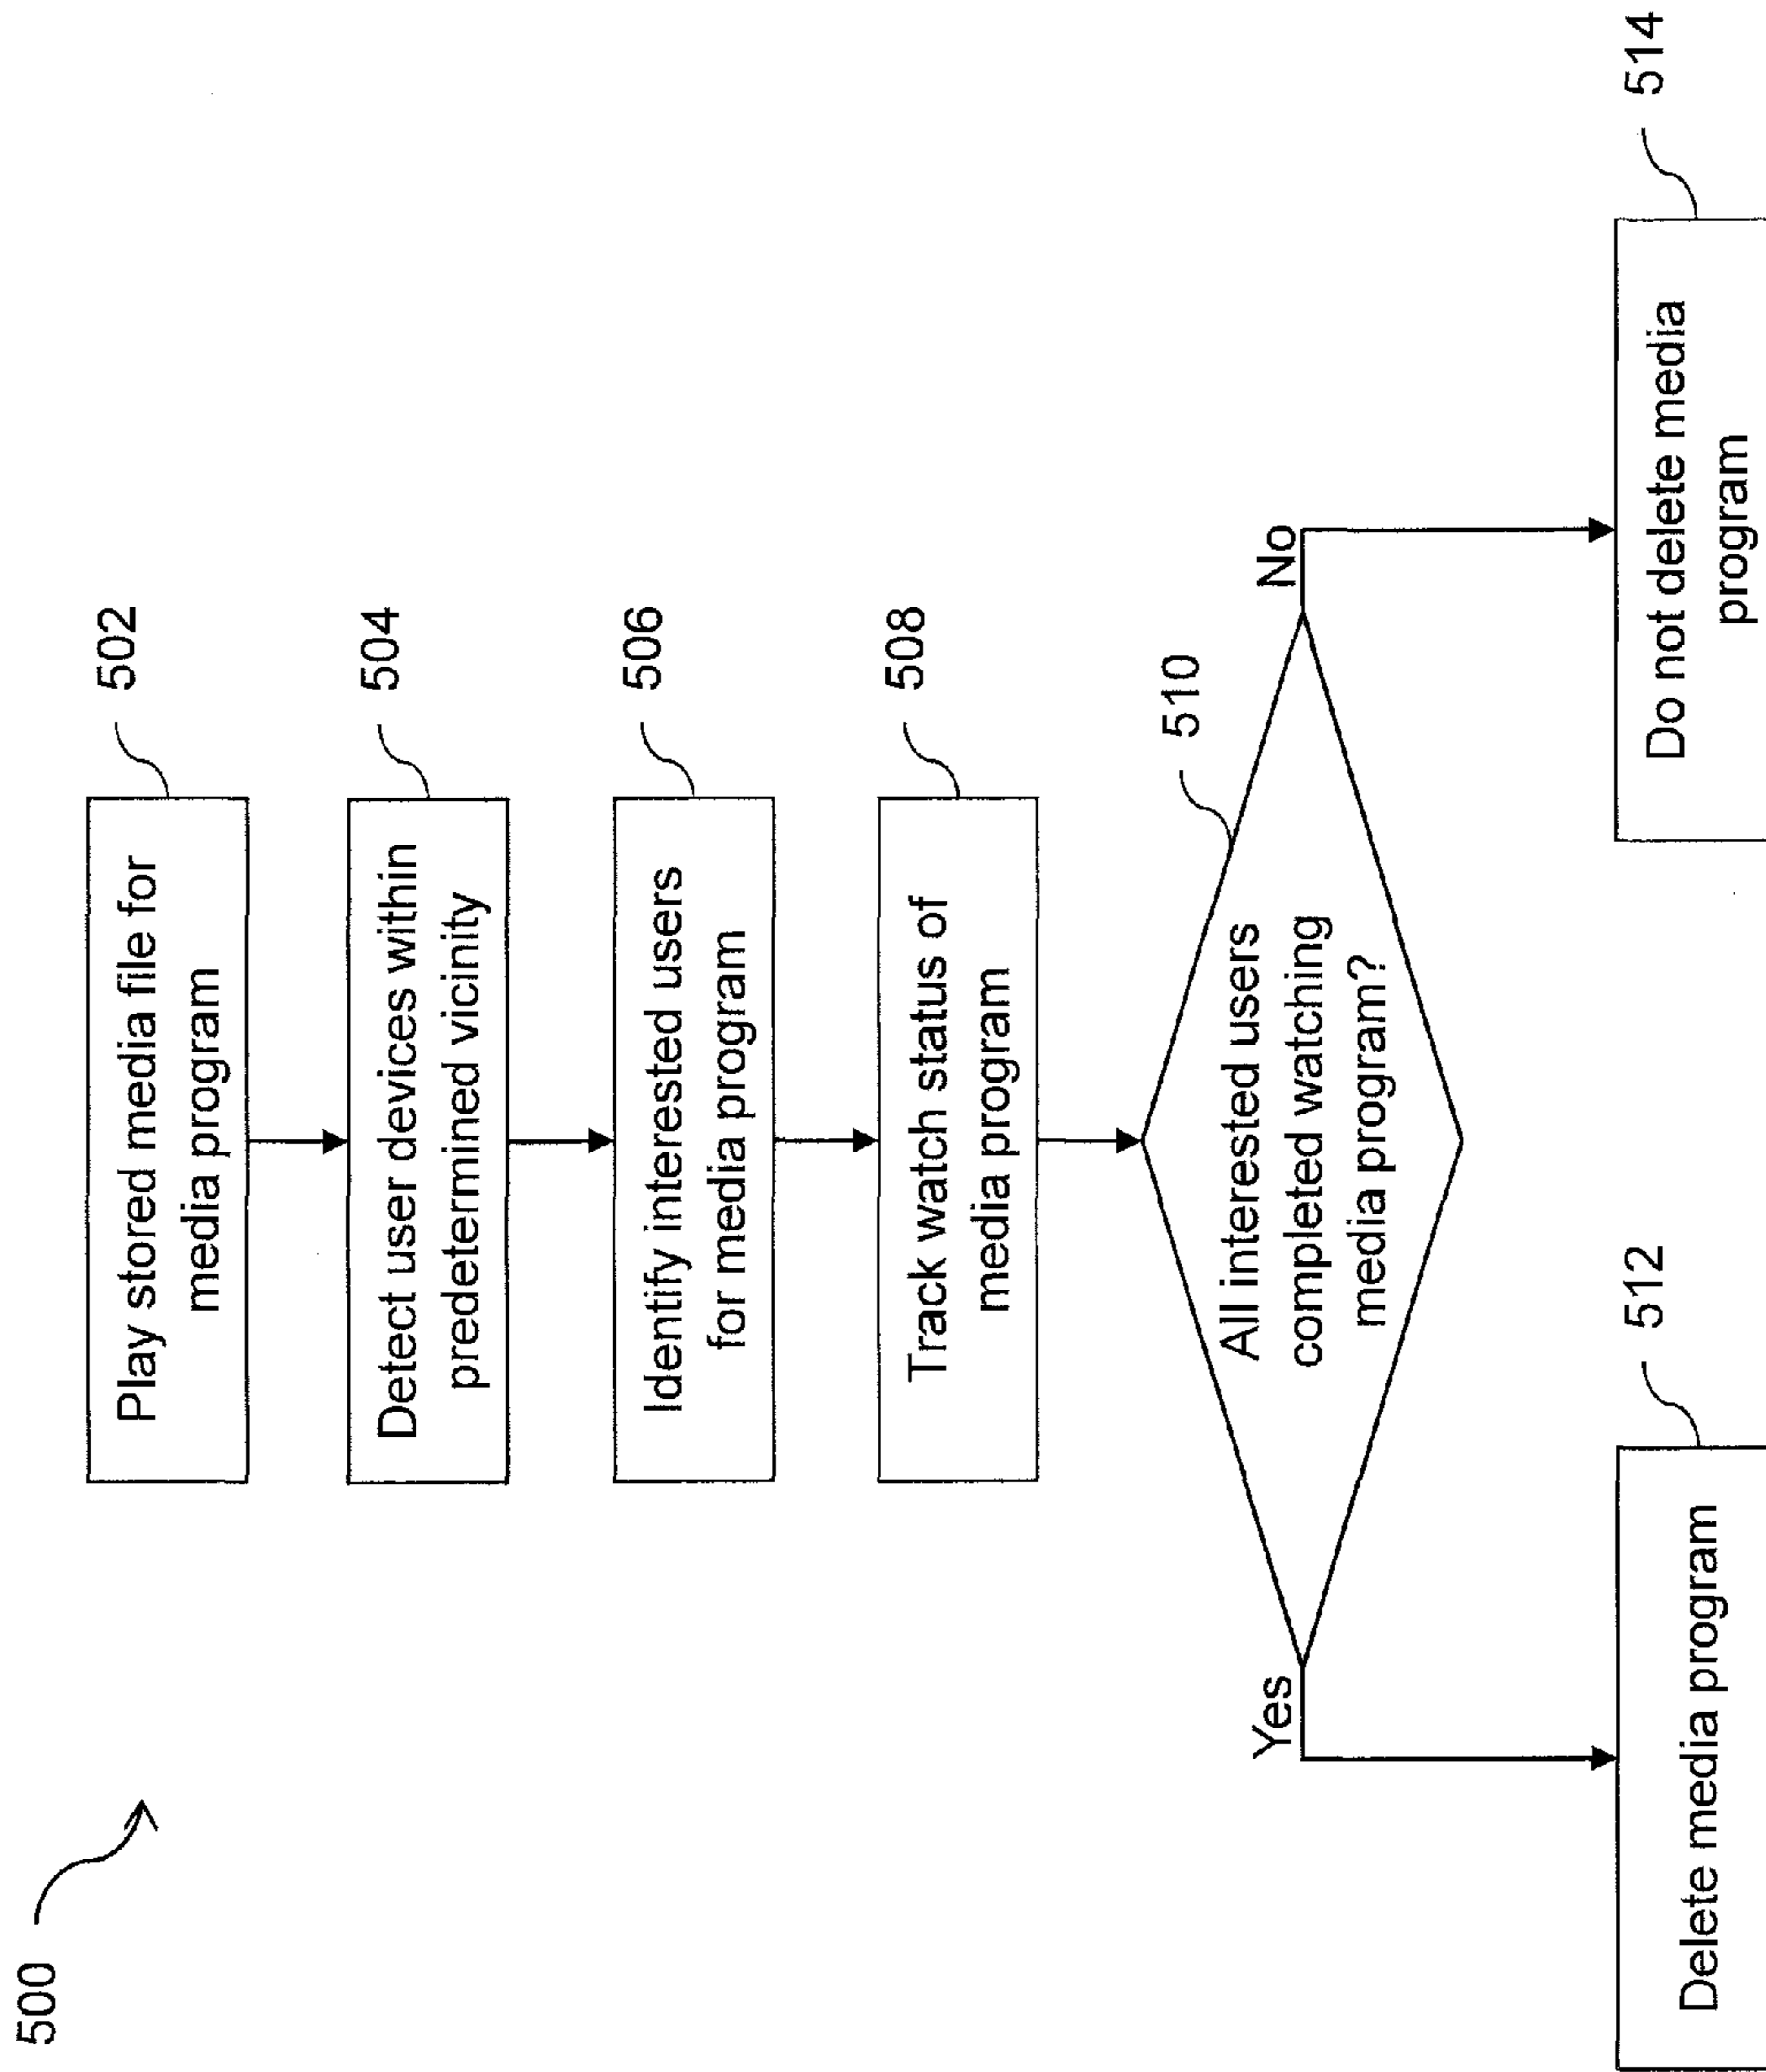 500
Play stored media file for
media program
502
Detect user devices within
predetermined vicinity
504
Identify interested users
for media program
506
Track watch status of
media program
508
All interested users
completed watching
media program?
510
Yes
No
Delete media program
512
Do not delete media
program
514